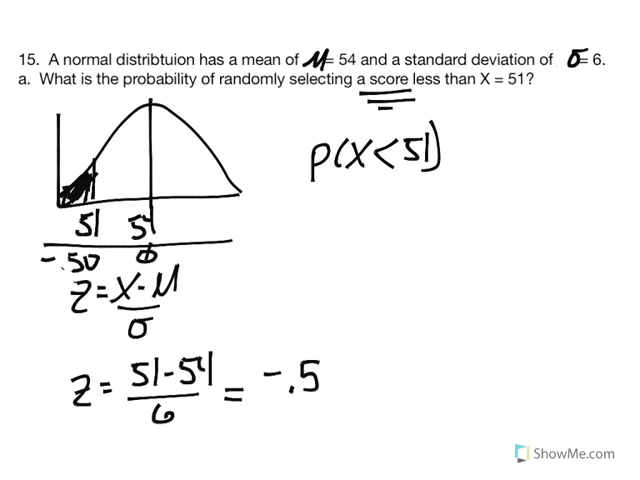 15. A normal distribtuion has a mean of μ = 54 and a standard deviation of σ = 6.
a. What is the probability of randomly selecting a score less than X = 51?
P(X < 51)
51 54
-.50 0
Z = X - μ / σ
Z = 51 - 54 / 6 = -.5
ShowMe.com